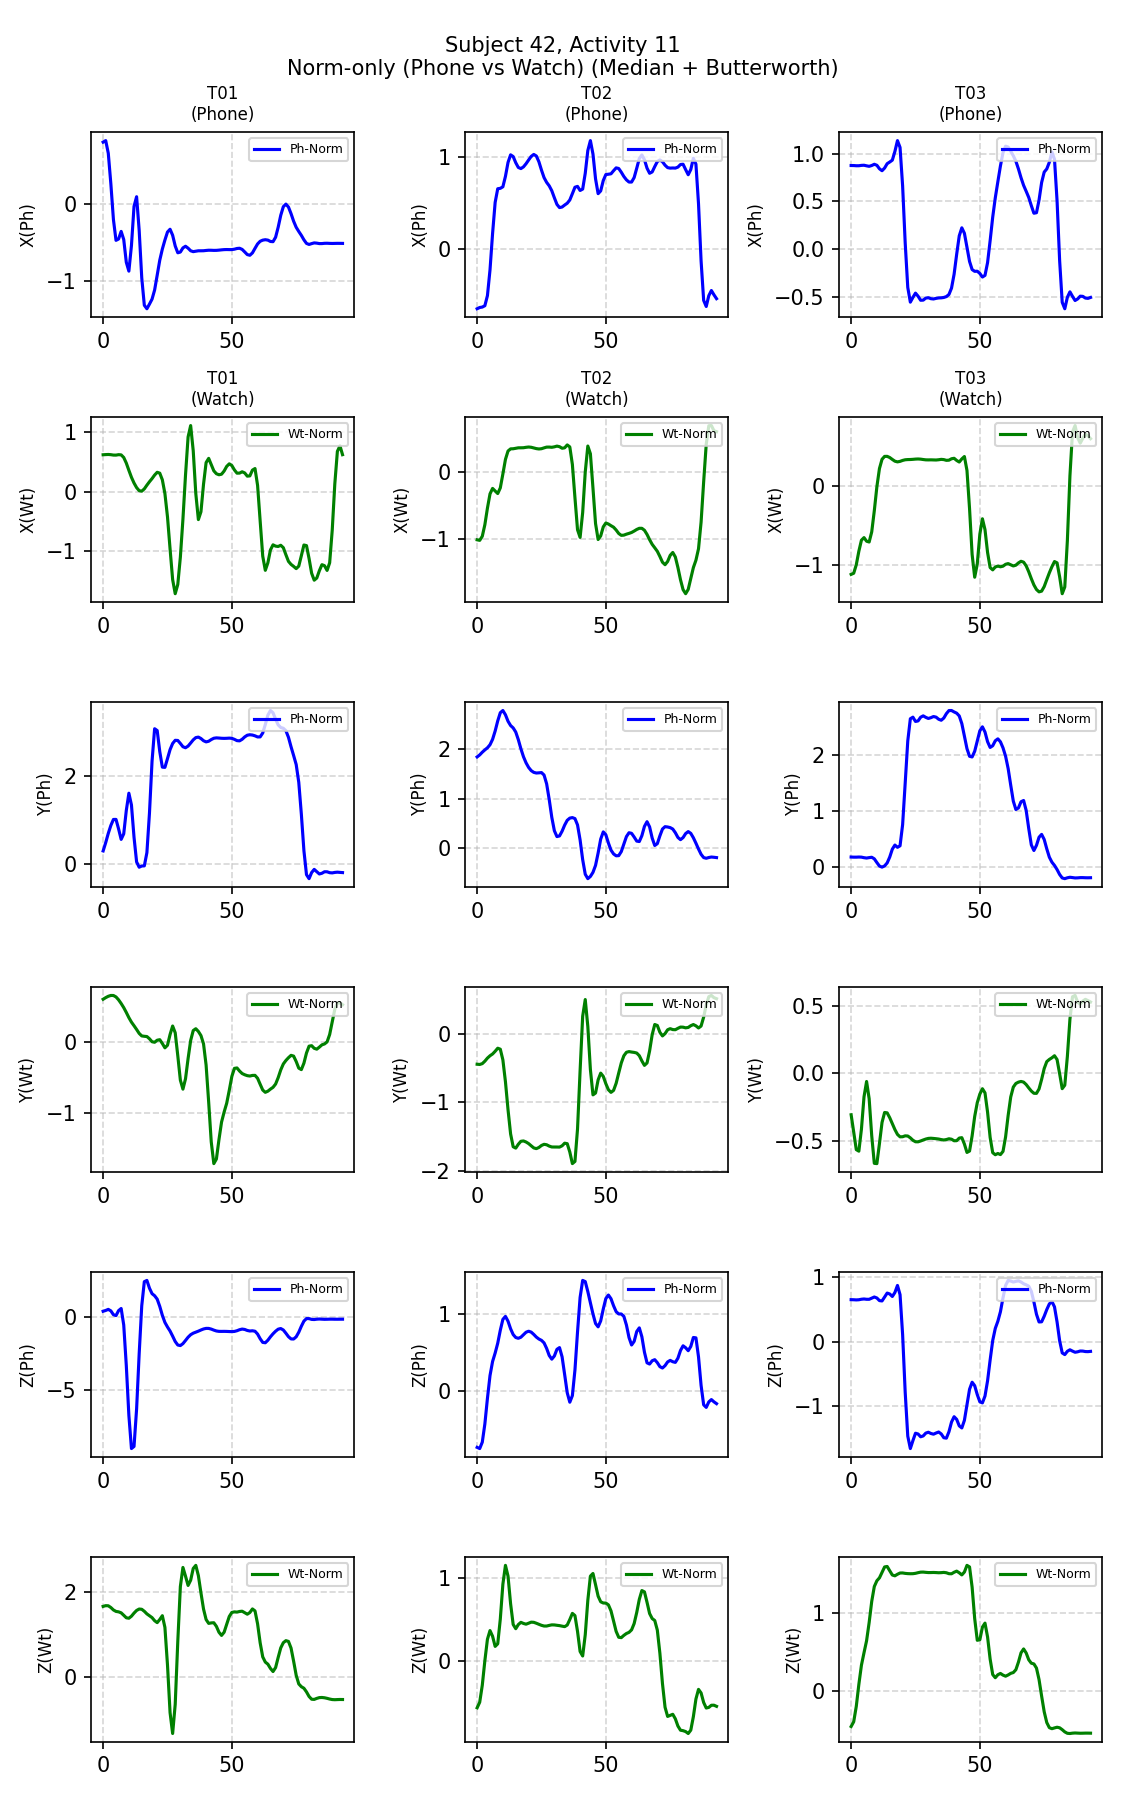 Subject 42, Activity 11
Norm-only (Phone vs Watch) (Median + Butterworth)
T01
(Phone)
T02
(Phone)
T03
(Phone)
X(Ph)
0
−1
0
50
Ph-Norm
X(Ph)
1
0
0
50
Ph-Norm
X(Ph)
1.0
0.5
0.0
−0.5
0
50
Ph-Norm
T01
(Watch)
T02
(Watch)
T03
(Watch)
X(Wt)
1
0
−1
0
50
Wt-Norm
X(Wt)
0
−1
0
50
Wt-Norm
X(Wt)
0
−1
0
50
Wt-Norm
Y(Ph)
2
0
0
50
Ph-Norm
Y(Ph)
2
1
0
0
50
Ph-Norm
Y(Ph)
2
1
0
0
50
Ph-Norm
Y(Wt)
0
−1
0
50
Wt-Norm
Y(Wt)
0
−1
−2
0
50
Wt-Norm
Y(Wt)
0.5
0.0
−0.5
0
50
Wt-Norm
Z(Ph)
0
−5
0
50
Ph-Norm
Z(Ph)
1
0
0
50
Ph-Norm
Z(Ph)
1
0
−1
0
50
Ph-Norm
Z(Wt)
2
0
0
50
Wt-Norm
Z(Wt)
1
0
0
50
Wt-Norm
Z(Wt)
1
0
0
50
Wt-Norm